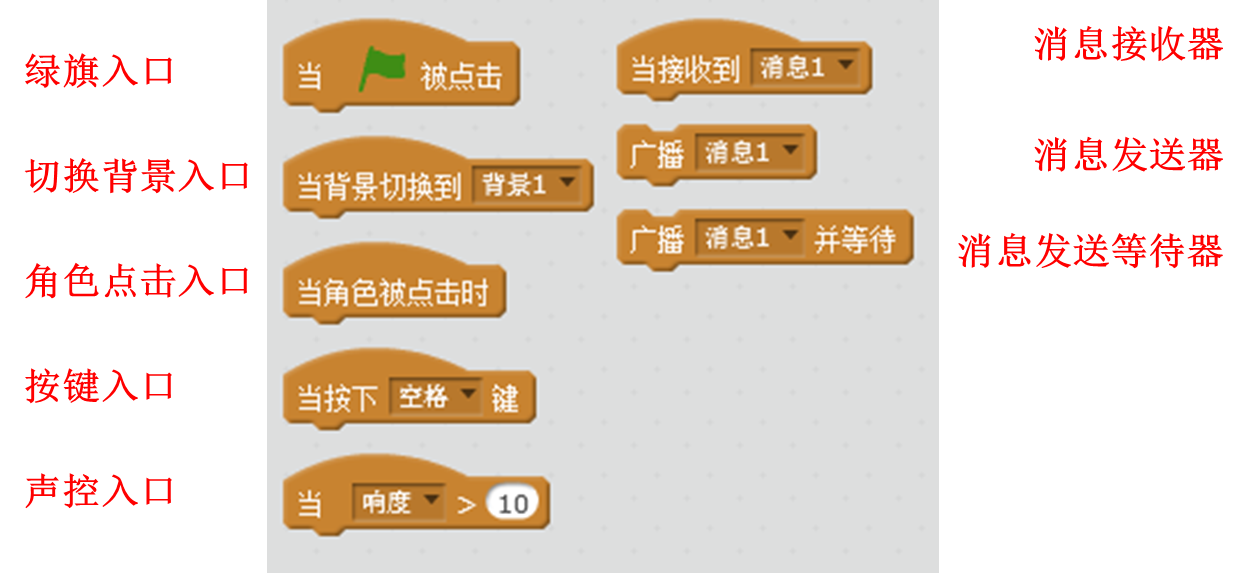 绿旗入口
切换背景入口
角色点击入口
按键入口
声控入口
当 被点击
当背景切换到 背景1
当角色被点击时
当按下 空格 键
当 响度 > 10
当接收到 消息1
广播 消息1
广播 消息1 并等待
消息接收器
消息发送器
消息发送等待器